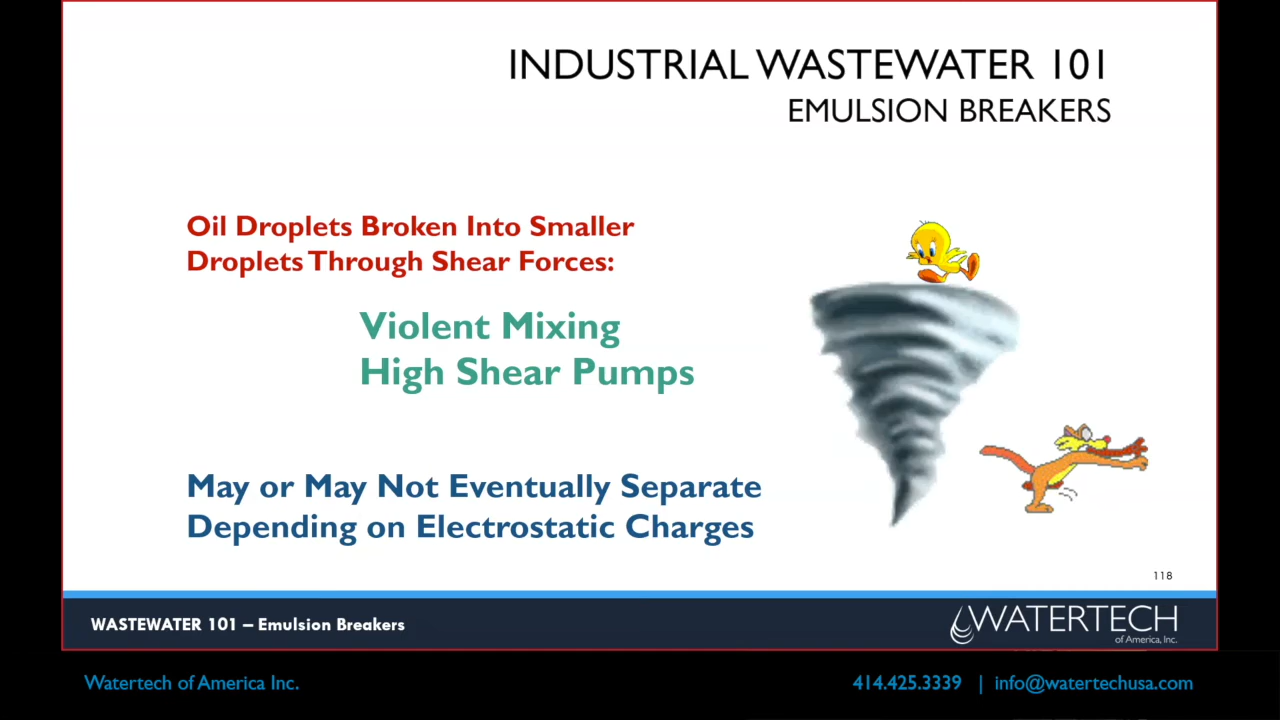 INDUSTRIAL WASTEWATER 101
EMULSION BREAKERS
Oil Droplets Broken Into Smaller
Droplets Through Shear Forces:
Violent Mixing
High Shear Pumps
May or May Not Eventually Separate
Depending on Electrostatic Charges
118
WASTEWATER 101 – Emulsion Breakers
WATERTECH
of America, Inc.
Watertech of America Inc.
414.425.3339 | info@watertechusa.com